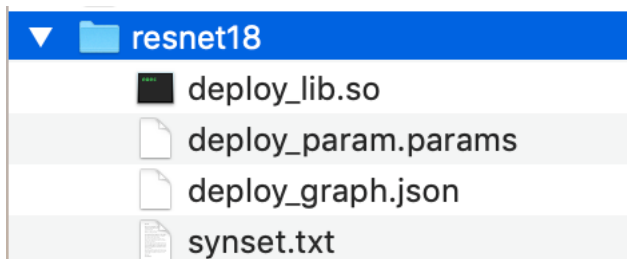 resnet18
deploy_lib.so
deploy_param.params
deploy_graph.json
synset.txt